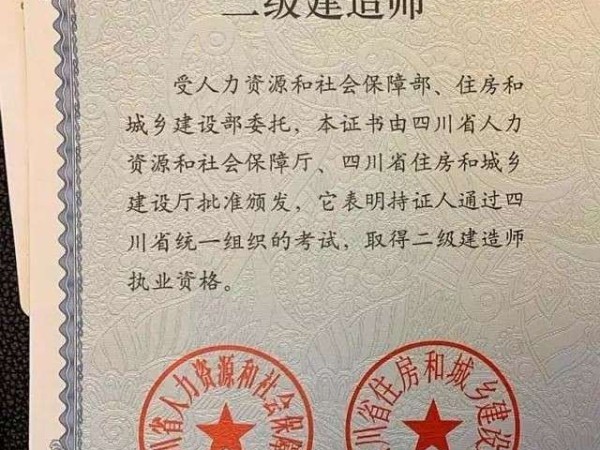 二级建造师
受人力资源和社会保障部、住房和
城乡建设部委托，本证书由四川省人力
资源和社会保障厅、四川省住房和城乡
建设厅批准颁发，它表明持证人通过四
川省统一组织的考试，取得二级建造师
执业资格。
川省人力资源和社会保障
川省住房和城乡建设